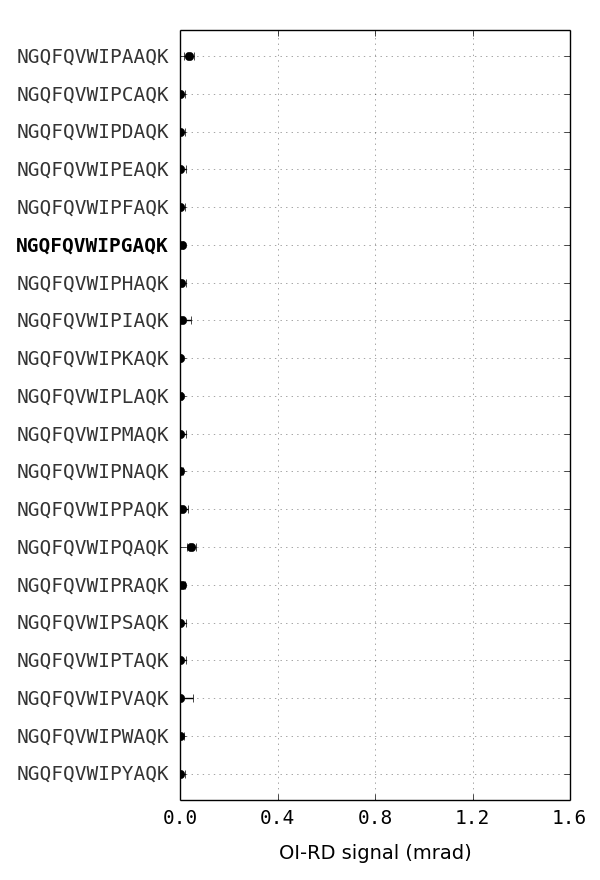 NGQFQVWIPAAQK
NGQFQVWIPCAQK
NGQFQVWIPDAQK
NGQFQVWIPEAQK
NGQFQVWIPFAQK
NGQFQVWIPGAQK
NGQFQVWIPHAQK
NGQFQVWIPIAQK
NGQFQVWIPKAQK
NGQFQVWIPLAQK
NGQFQVWIPMAQK
NGQFQVWIPNAQK
NGQFQVWIPPAQK
NGQFQVWIPQAQK
NGQFQVWIPRAQK
NGQFQVWIPSAQK
NGQFQVWIPTAQK
NGQFQVWIPVAQK
NGQFQVWIPWAQK
NGQFQVWIPYAQK
0.0 0.4 0.8 1.2 1.6
OI-RD signal (mrad)